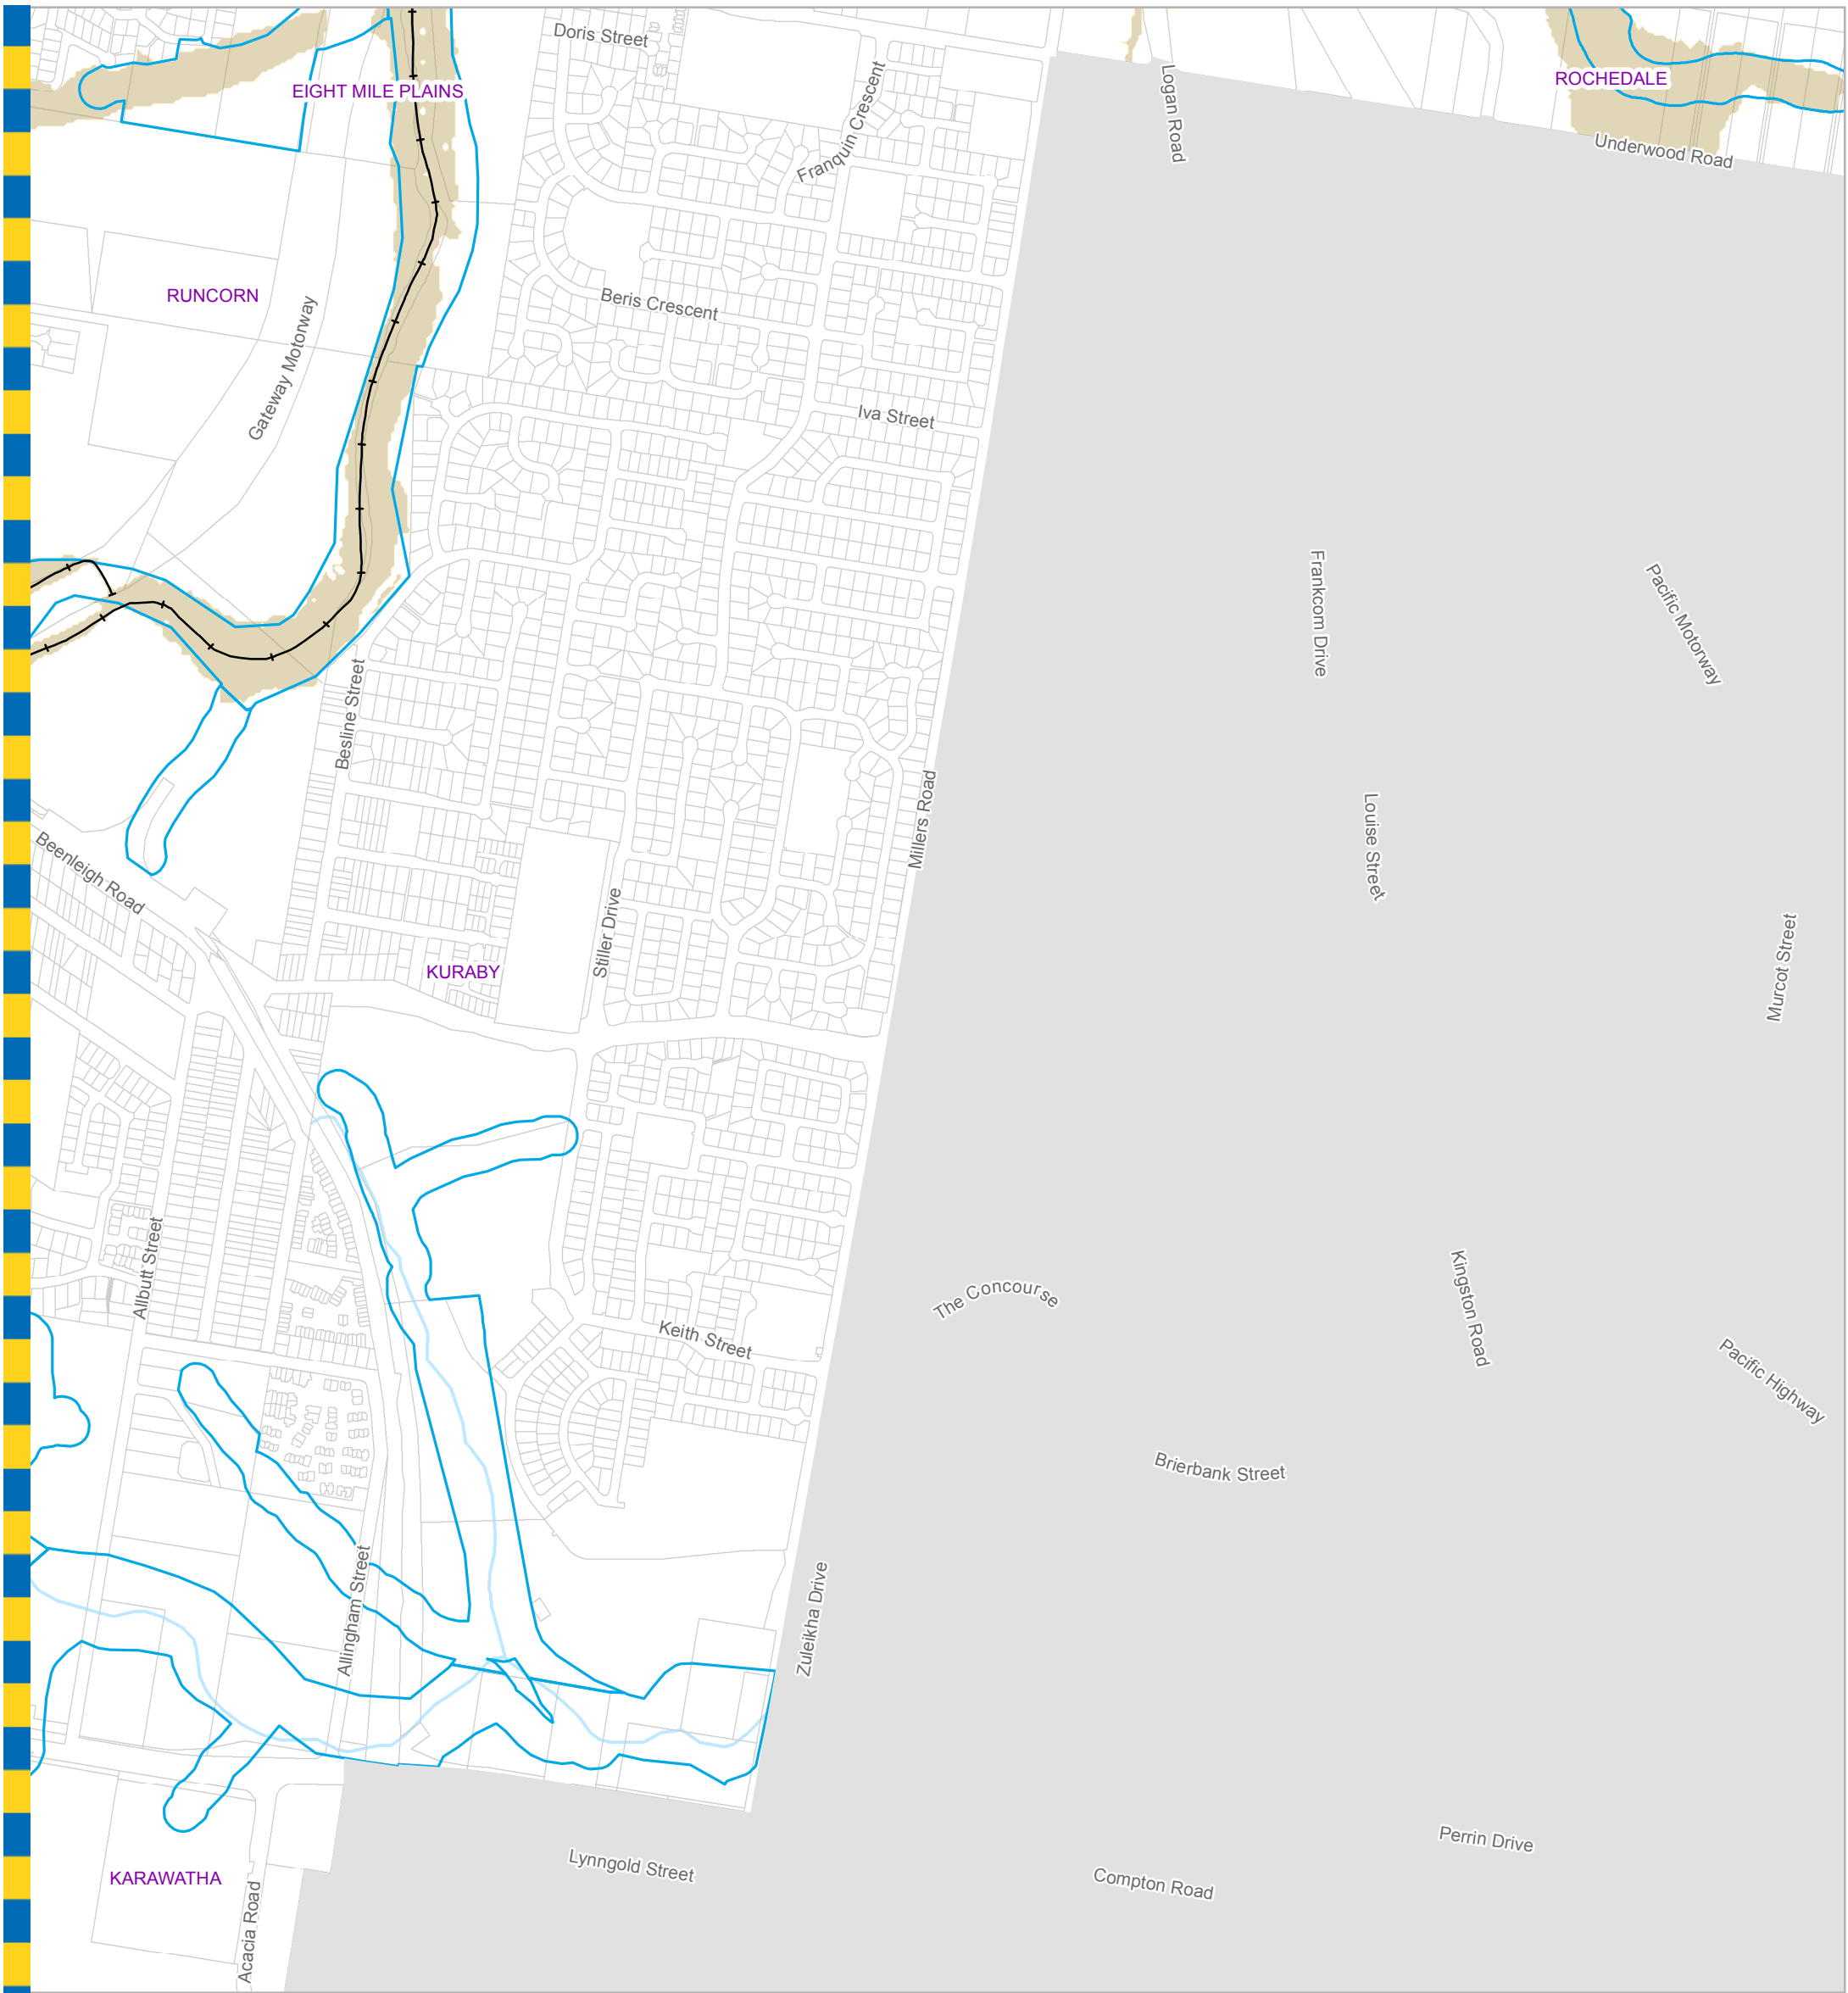 Doris Street
EIGHT MILE PLAINS
Franquin Crescent
Logan Road
ROCHEDALE
Underwood Road
RUNCORN
Gateway Motorway
Beris Crescent
Iva Street
Frankcom Drive
Pacific Motorway
Besline Street
Millers Road
Louise Street
Beenleigh Road
Stiller Drive
KURABY
Murcot Street
Allbutt Street
The Concourse
Keith Street
Kingston Road
Pacific Highway
Brierbank Street
Allingham Street
Zuleikha Drive
Perrin Drive
Lynngold Street
Compton Road
KARAWATHA
Acacia Road